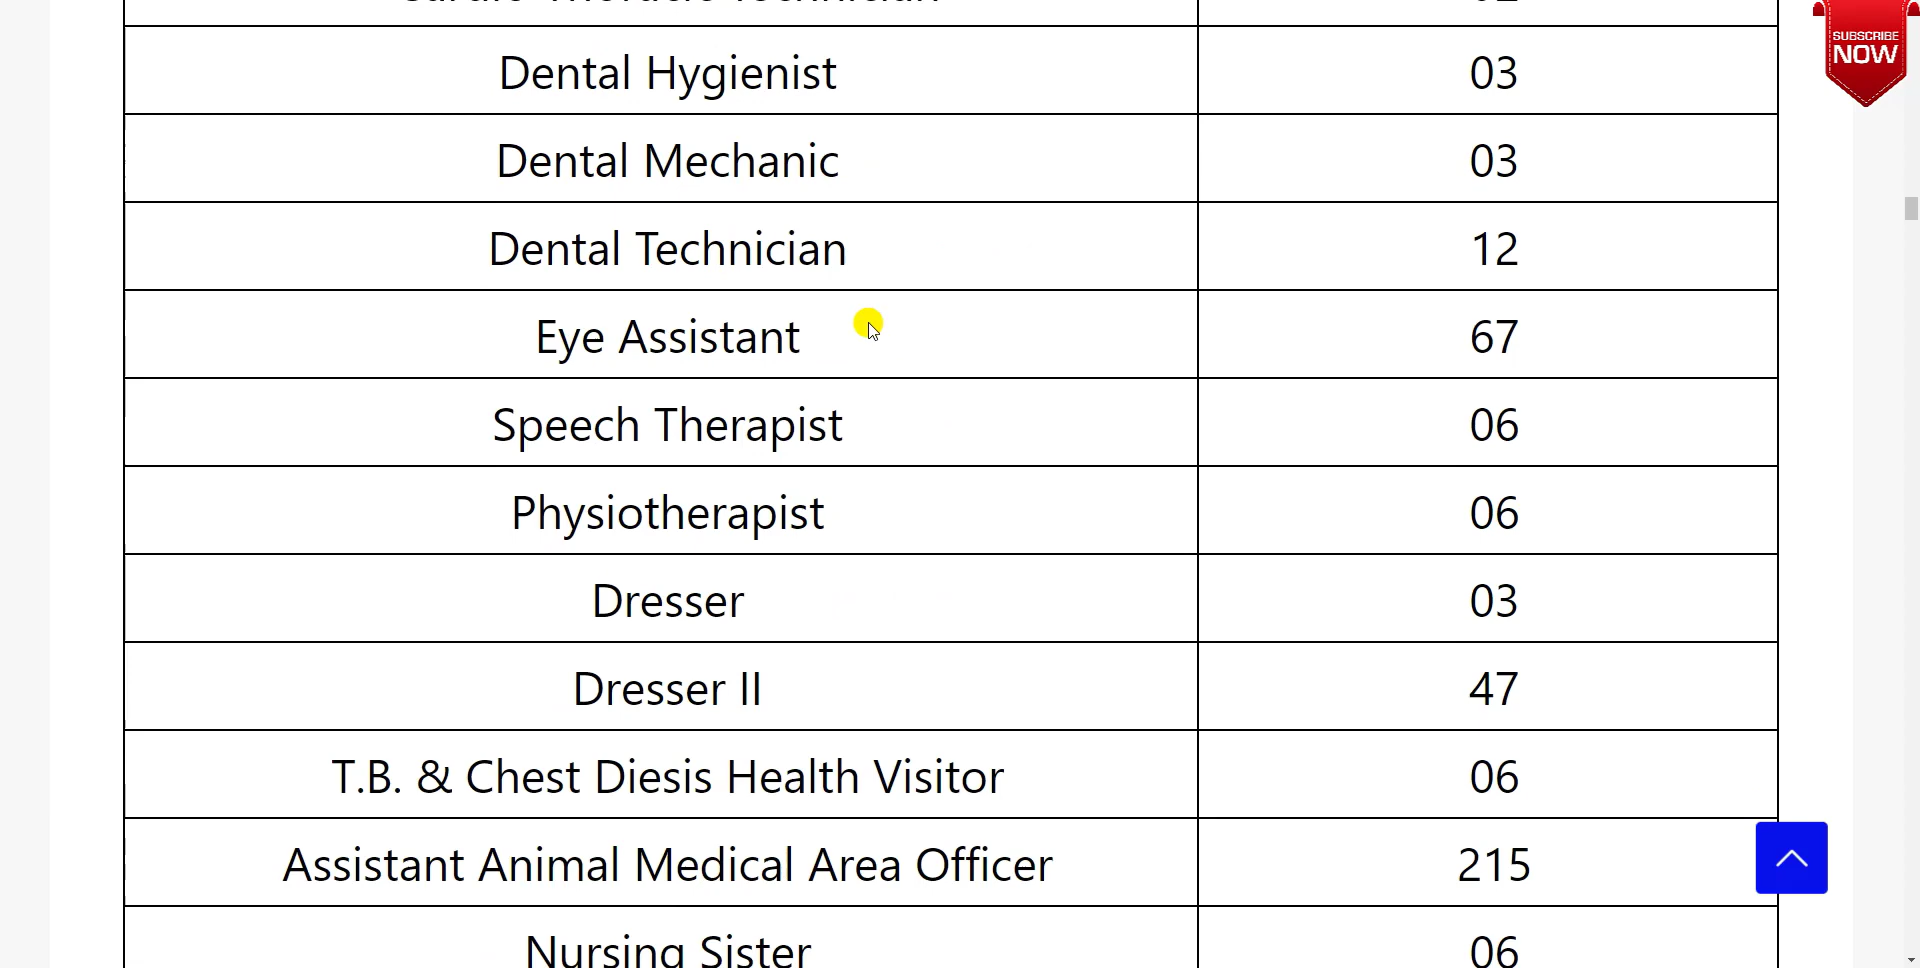 Dental Hygienist 03
Dental Mechanic 03
Dental Technician 12
Eye Assistant 67
Speech Therapist 06
Physiotherapist 06
Dresser 03
Dresser II 47
T.B. & Chest Diesis Health Visitor 06
Assistant Animal Medical Area Officer 215
Nursing Sister 06
SUBSCRIBE
NOW